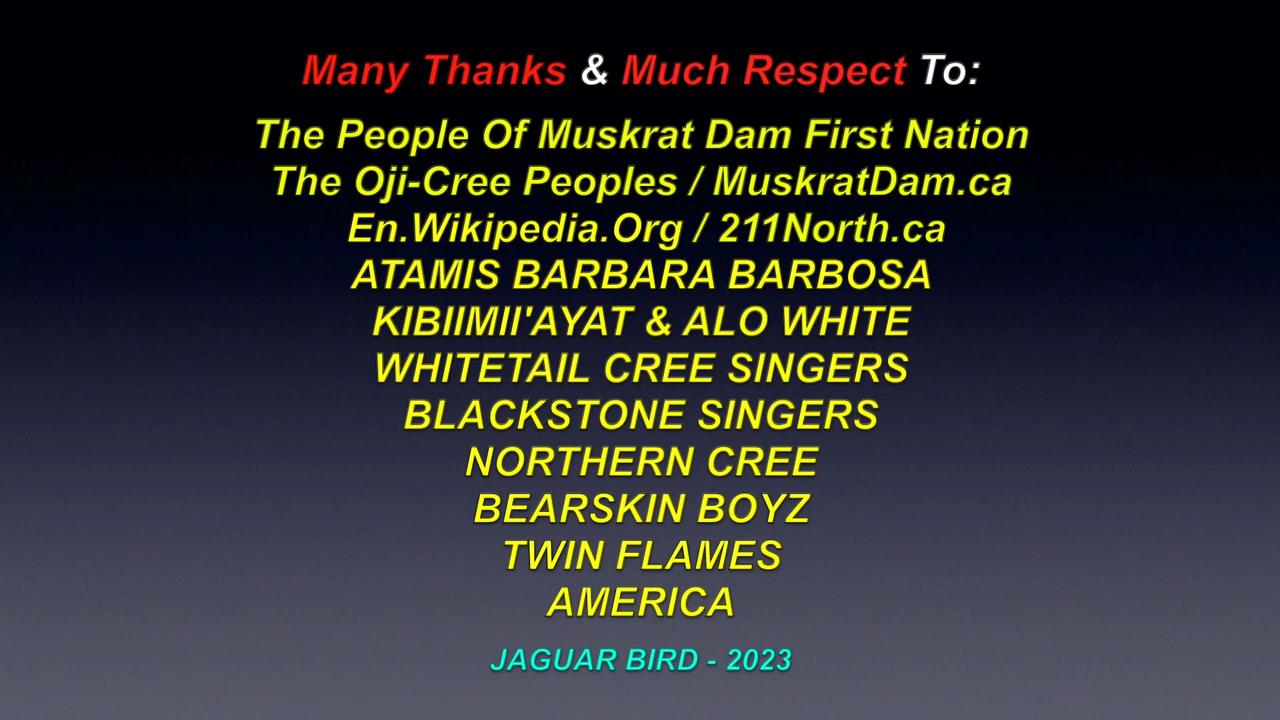 Many Thanks & Much Respect To:
The People Of Muskrat Dam First Nation
The Oji-Cree Peoples / MuskratDam.ca
En.Wikipedia.Org / 211North.ca
ATAMIS BARBARA BARBOSA
KIBIIMII'AYAT & ALO WHITE
WHITETAIL CREE SINGERS
BLACKSTONE SINGERS
NORTHERN CREE
BEARSKIN BOYZ
TWIN FLAMES
AMERICA
JAGUAR BIRD - 2023